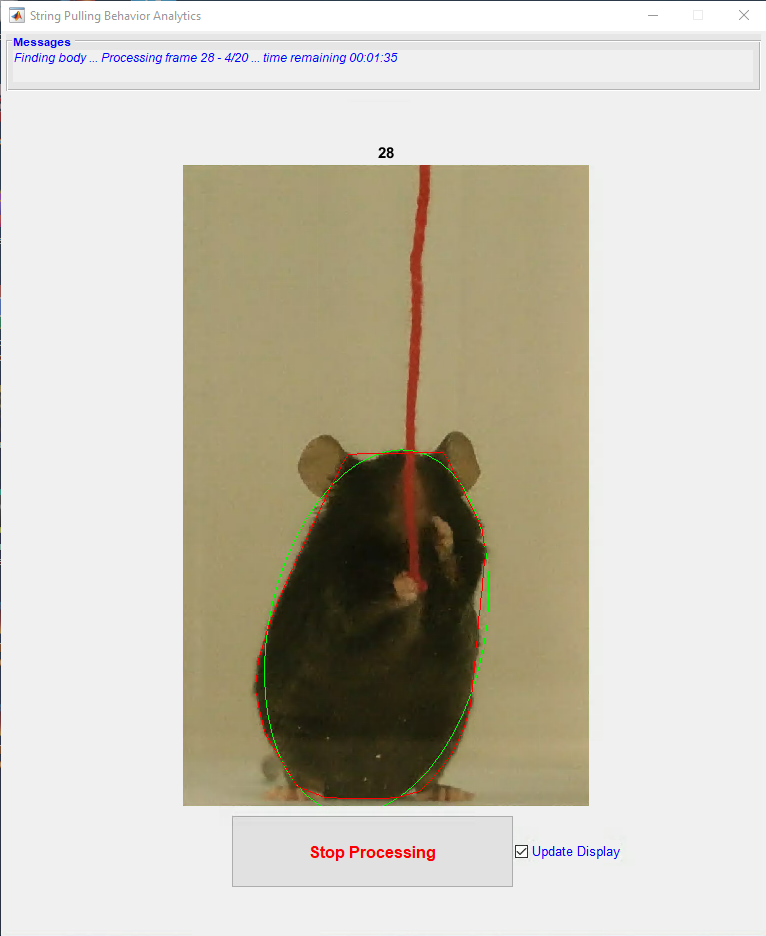 String Pulling Behavior Analytics
Messages
Finding body ... Processing frame 28 - 4/20 ... time remaining 00:01:35
28
Stop Processing
Update Display